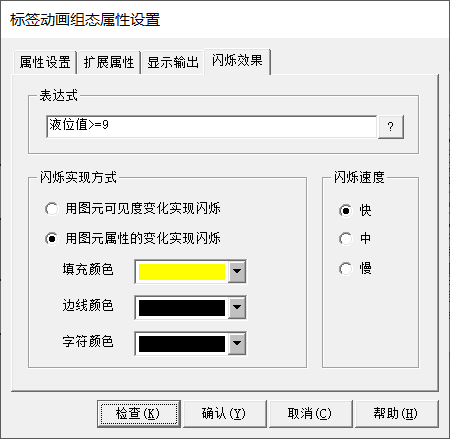 标签动画组态属性设置
属性设置 扩展属性 显示输出 闪烁效果
表达式
液位值>=9 ?
闪烁实现方式 闪烁速度
用图元可见度变化实现闪烁 快
用图元属性的变化实现闪烁 中
填充颜色 慢
边线颜色
字符颜色
检查(K) 确认(Y) 取消(C) 帮助(H)